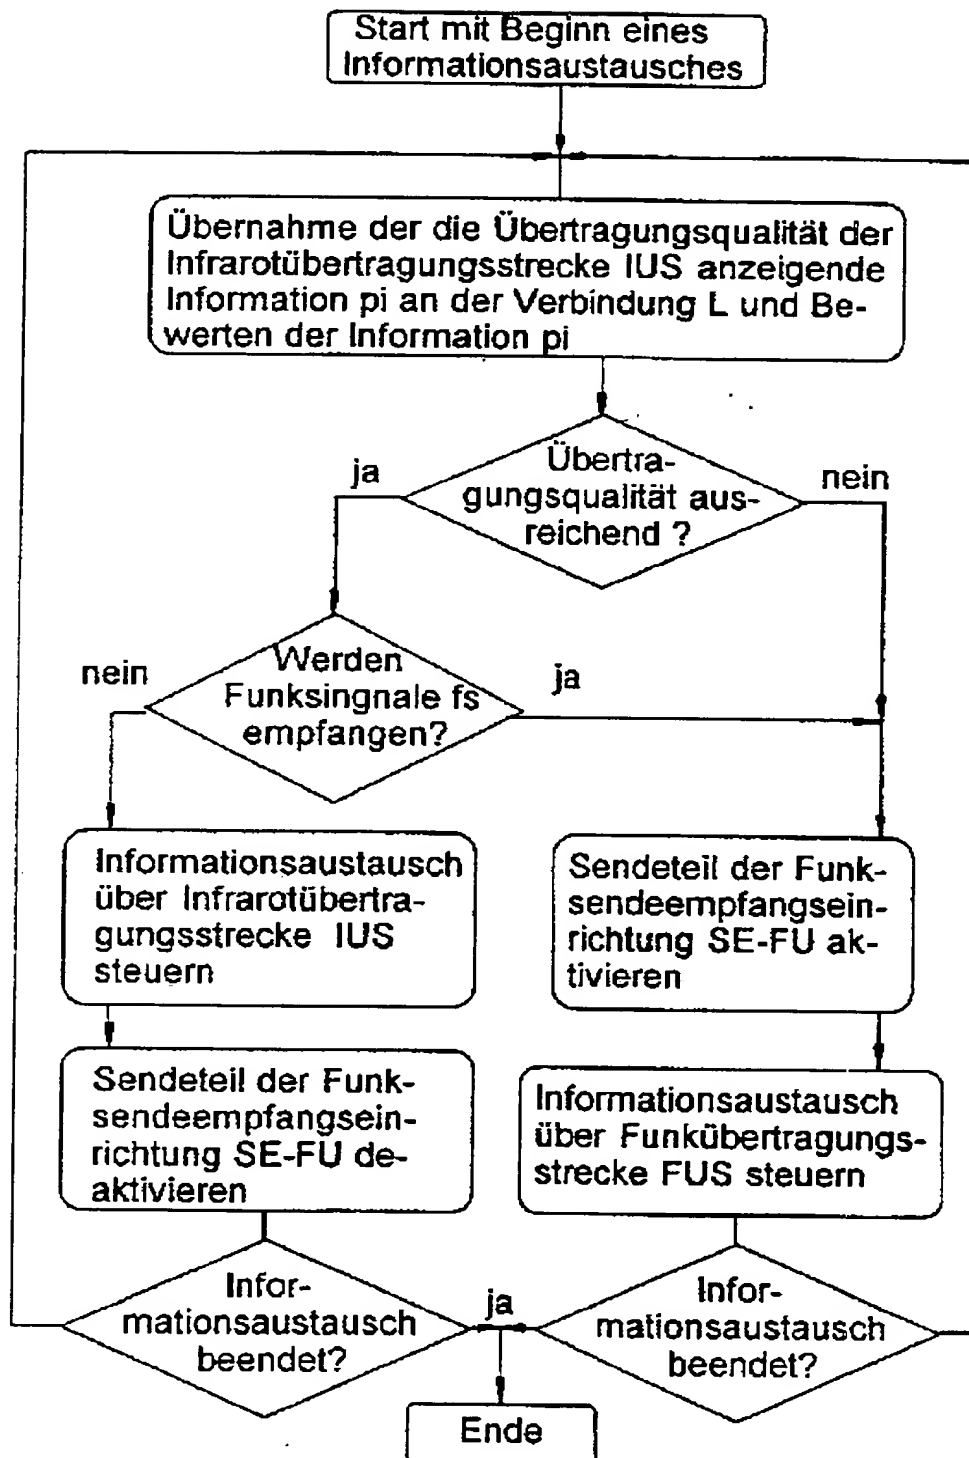 Start mit Beginn eines
Informationsaustausches
Übernahme der die Übertragungsqualität der
Infrarotübertragungsstrecke IUS anzeigende
Information pi an der Verbindung L und Be-
werten der Information pi
Übertra-
gungsqualität aus-
reichend ?
ja
nein
Werden
Funksingnale fs
empfangen?
nein
ja
Informationsaustausch
über Infrarotübertra-
gungsstrecke IUS
steuern
Sendeteil der Funk-
sendeempfangsein-
richtung SE-FU ak-
tivieren
Sendeteil der Funk-
sendeempfangsein-
richtung SE-FU de-
aktivieren
Informationsaustausch
über Funkübertragungs-
strecke FUS steuern
Infor-
mationsaustausch
beendet?
ja
Infor-
mationsaustausch
beendet?
Ende